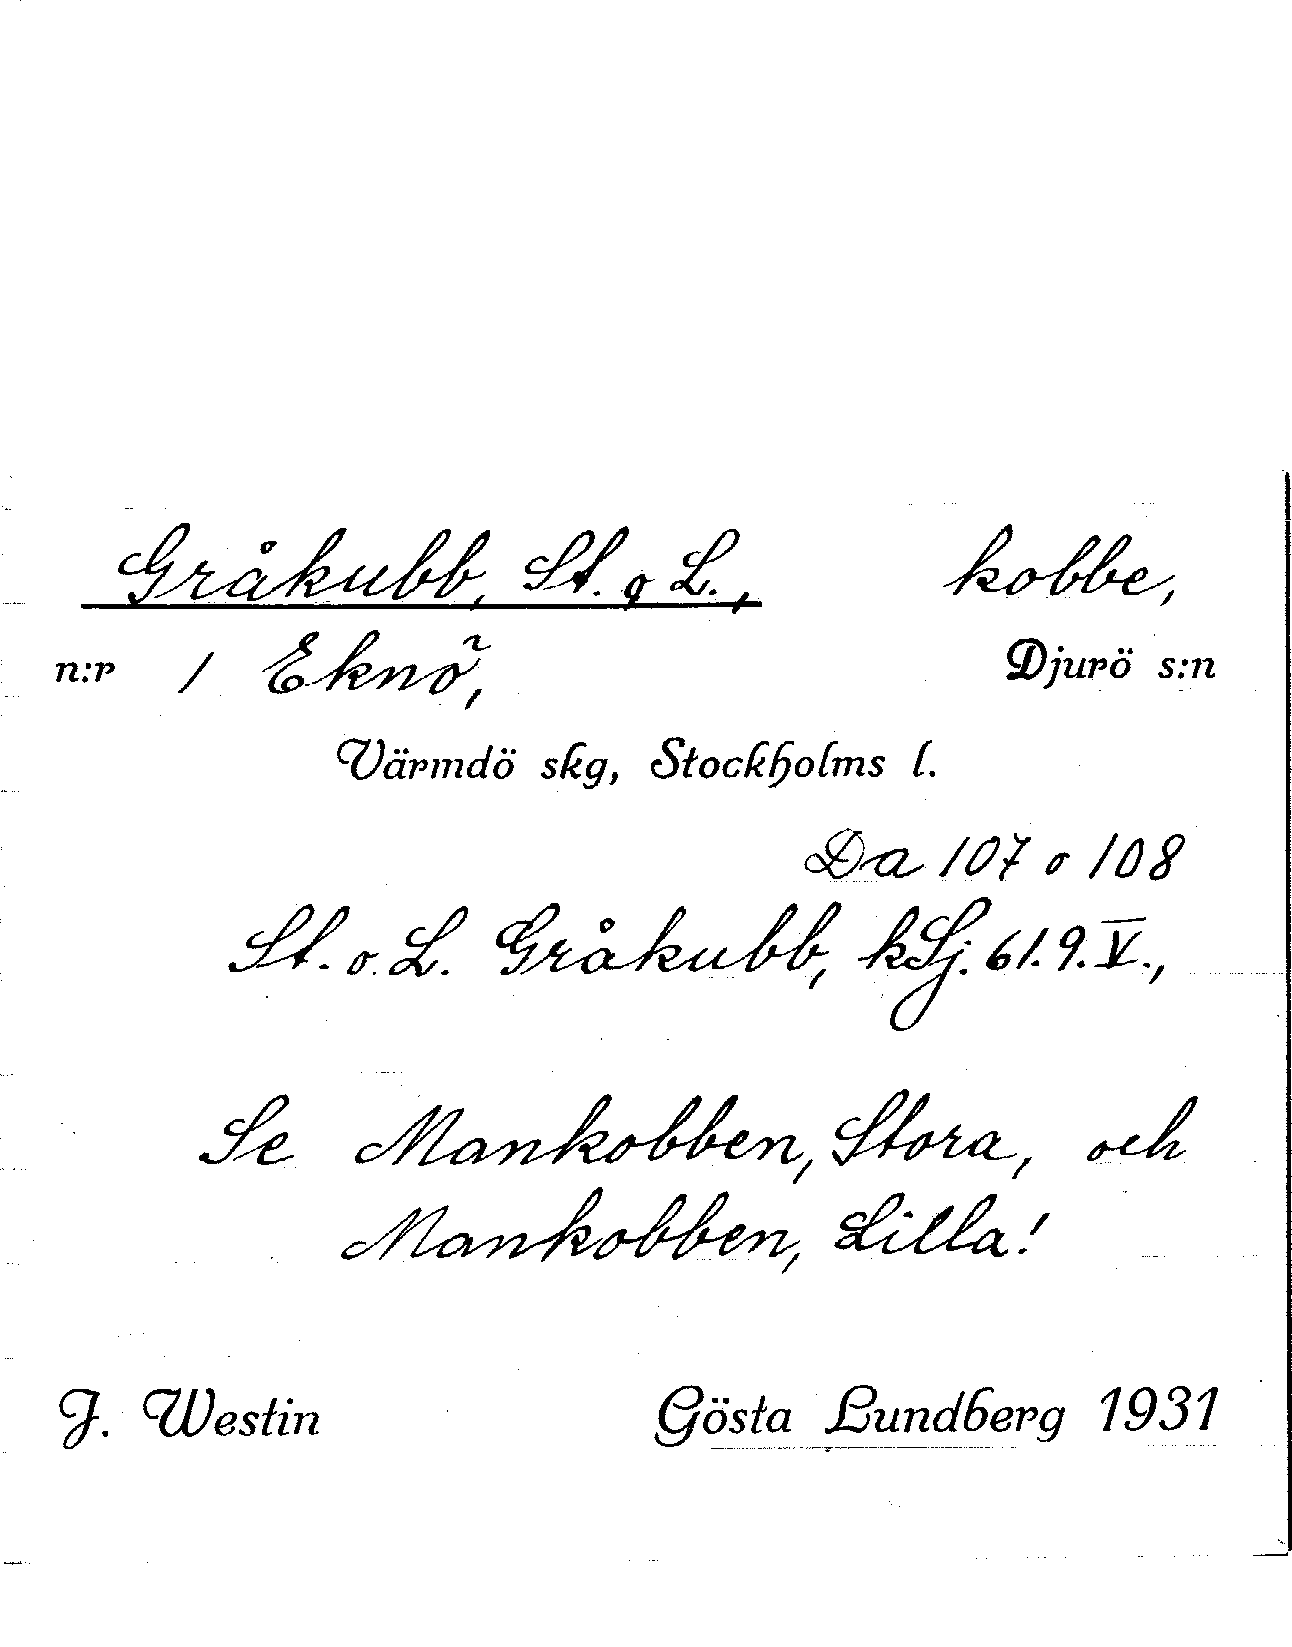 Gråkubb, St. o L., kobbe,
n:r 1 Eknö, Djurö s:n
Värmdö skg, Stockholms l.
Da 107 o 108
St. o. L. Gråkubb, kSj. 61.9.V.,
Se Mankobben, Stora, och
Mankobben, Lilla!
J. Westin Gösta Lundberg 1931